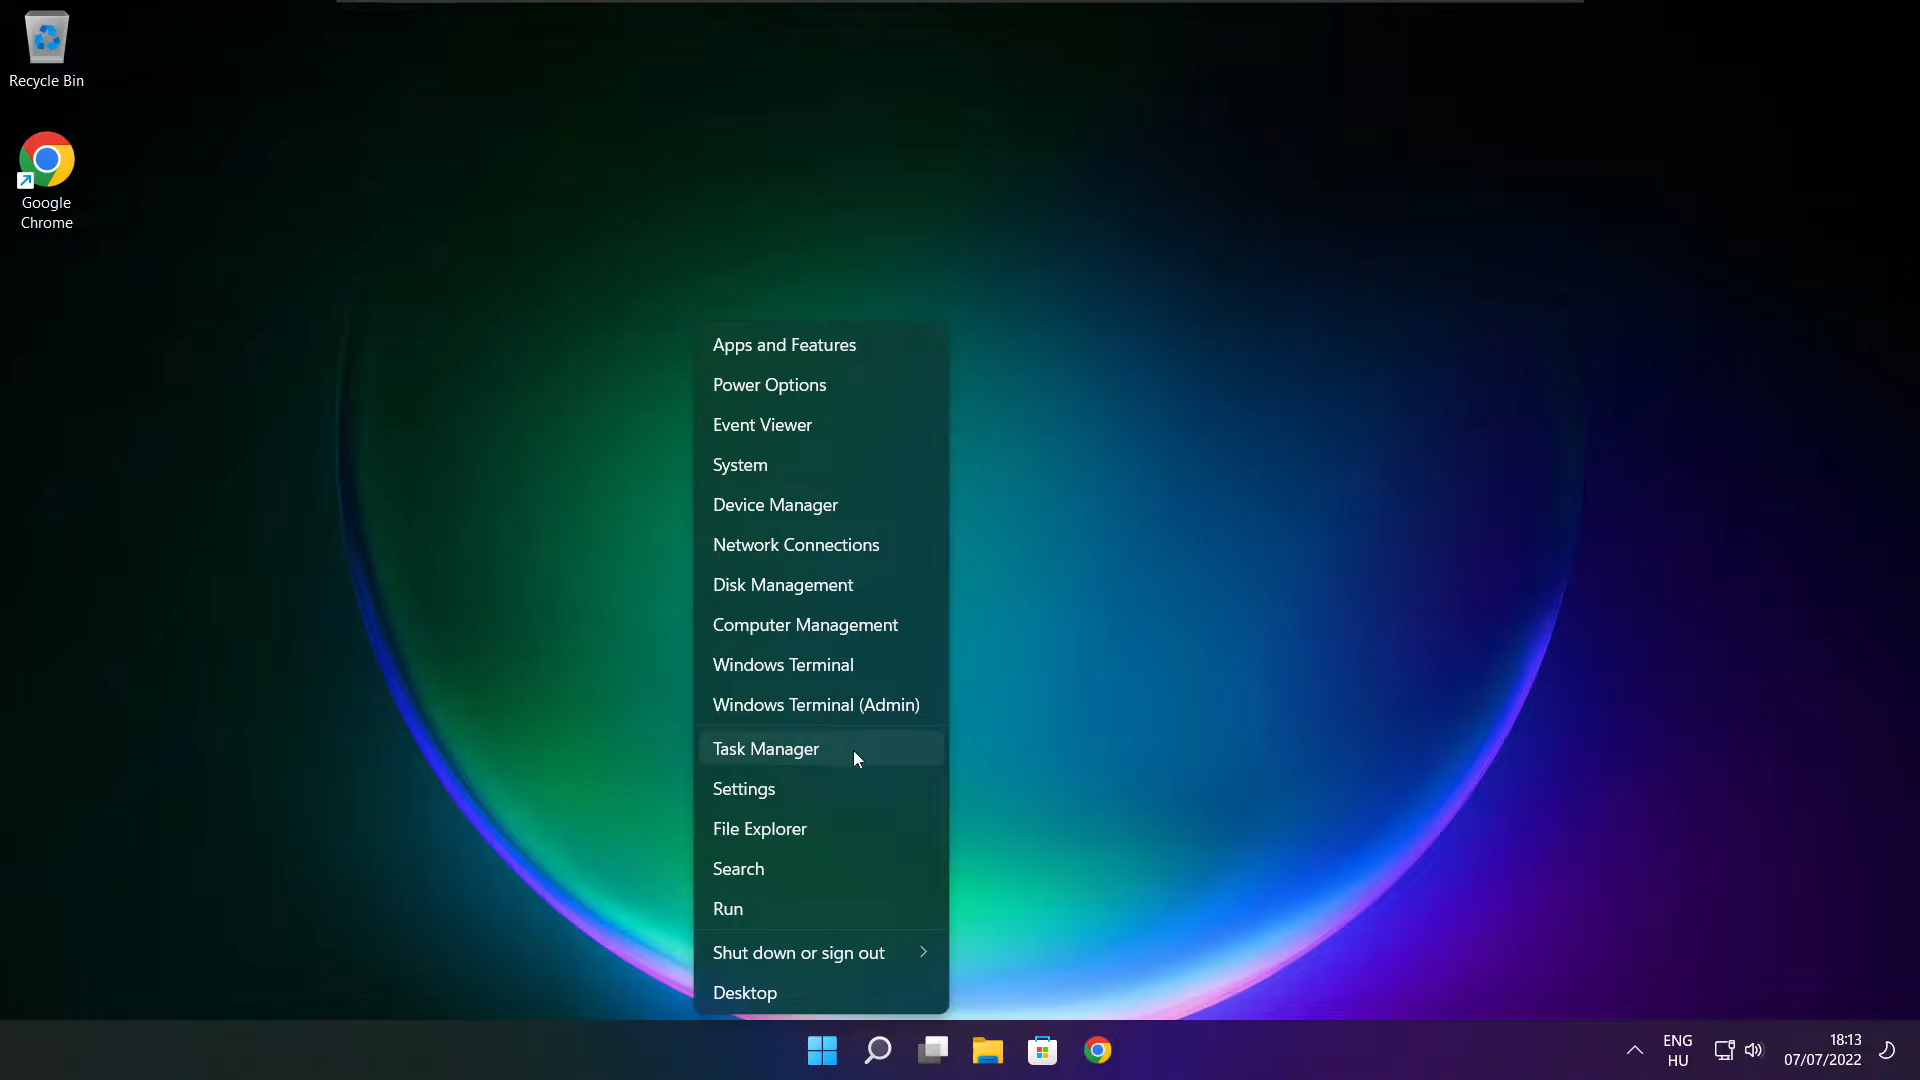 Recycle Bin
Google
Chrome
Apps and Features
Power Options
Event Viewer
System
Device Manager
Network Connections
Disk Management
Computer Management
Windows Terminal
Windows Terminal (Admin)
Task Manager
Settings
File Explorer
Search
Run
Shut down or sign out
Desktop
ENG
HU
18:13
07/07/2022